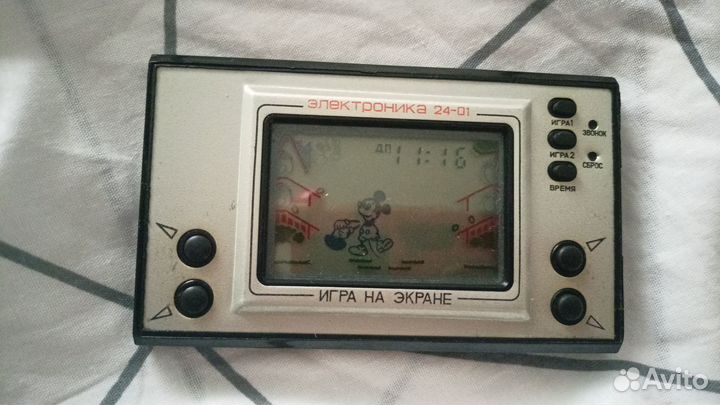 электроника 24-01
ИГРА 1
ЗВОНОК
ИГРА 2
СБРОС
ВРЕМЯ
ДП 11:16
ИГРА НА ЭКРАНЕ
Avito